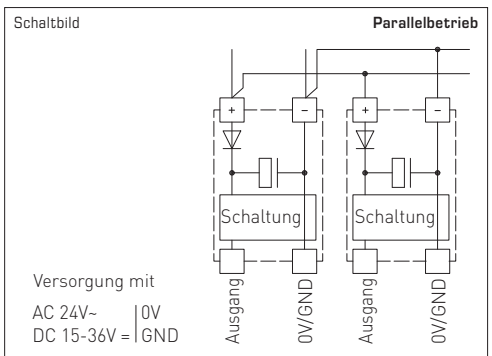 Schaltbild
Parallelbetrieb
+ − + −
Schaltung Schaltung
Versorgung mit
AC 24V~ | 0V
DC 15-36V = | GND
Ausgang
0V/GND
Ausgang
0V/GND